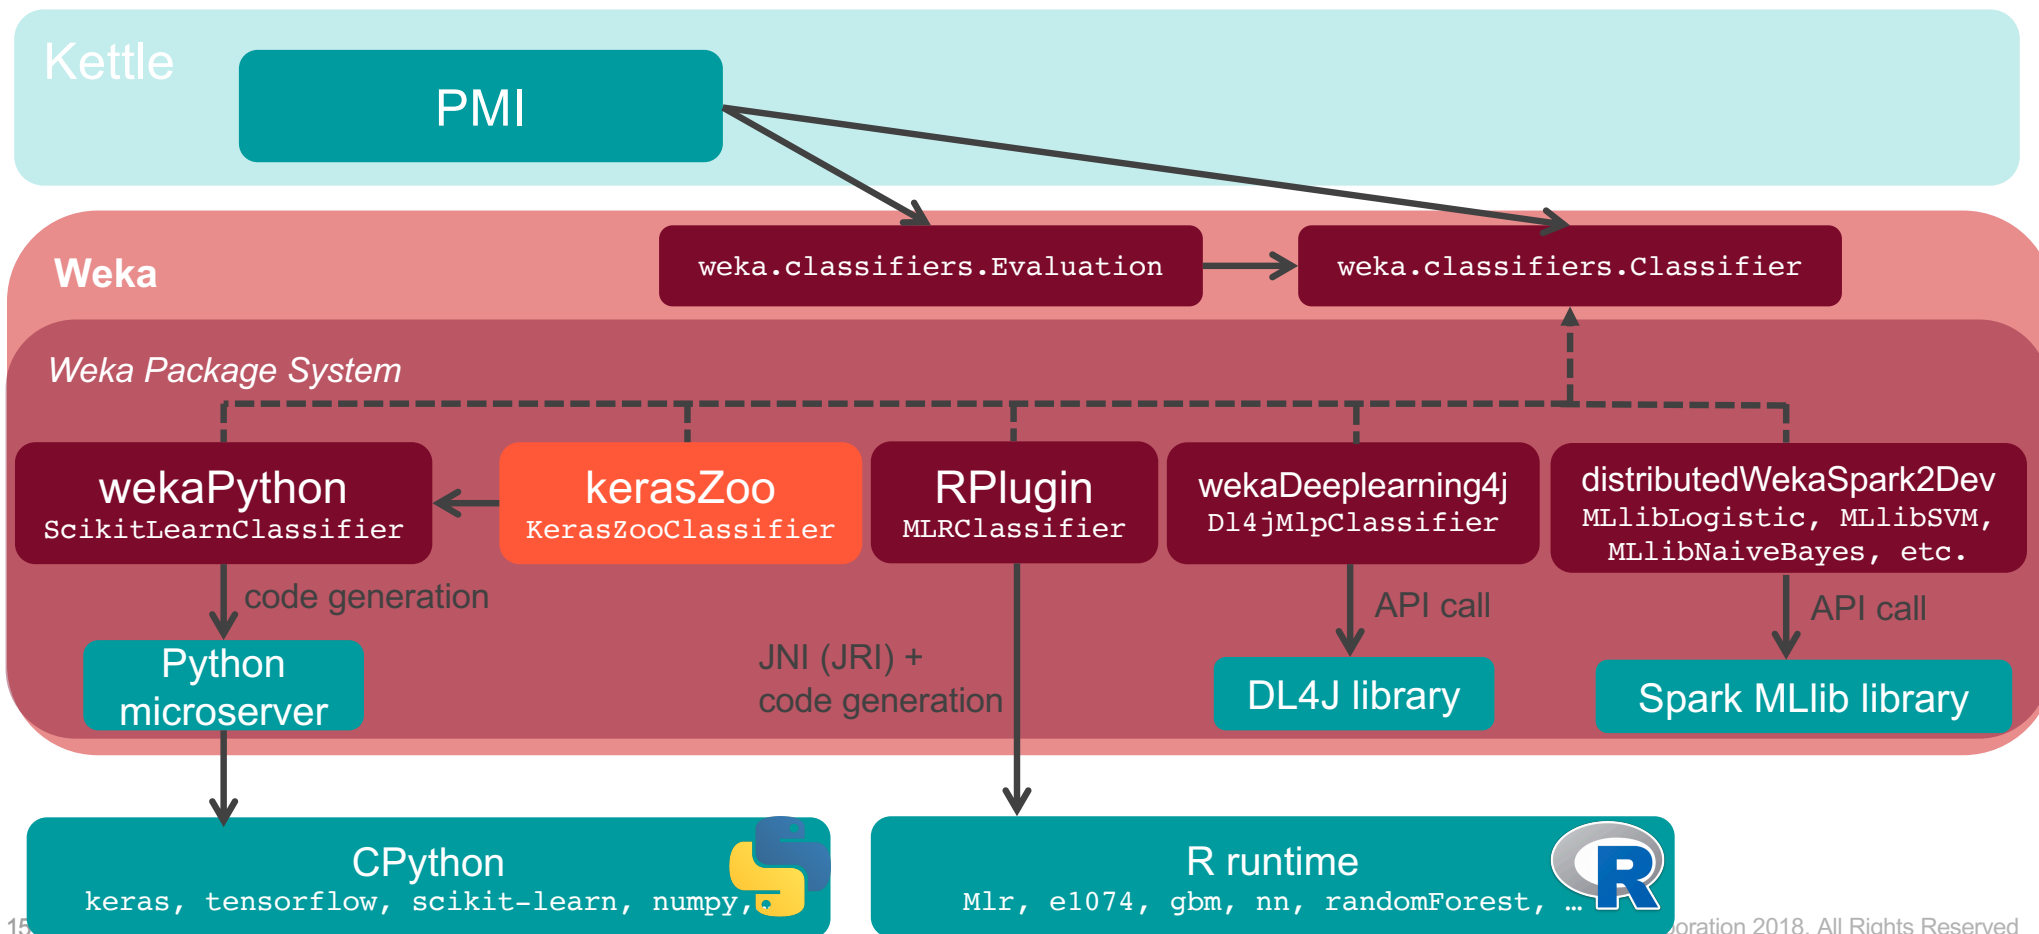 Kettle
PMI
weka.classifiers.Evaluation
weka.classifiers.Classifier
Weka
Weka Package System
wekaPython
ScikitLearnClassifier
kerasZoo
KerasZooClassifier
RPlugin
MLRClassifier
wekaDeeplearning4j
Dl4jMlpClassifier
distributedWekaSpark2Dev
MLlibLogistic, MLlibSVM,
MLlibNaiveBayes, etc.
code generation
API call
API call
Python
microserver
JNI (JRI) +
code generation
DL4J library
Spark MLlib library
CPython
keras, tensorflow, scikit-learn, numpy,
R runtime
Mlr, e1074, gbm, nn, randomForest, …
R
15
2018. All Rights Reserved